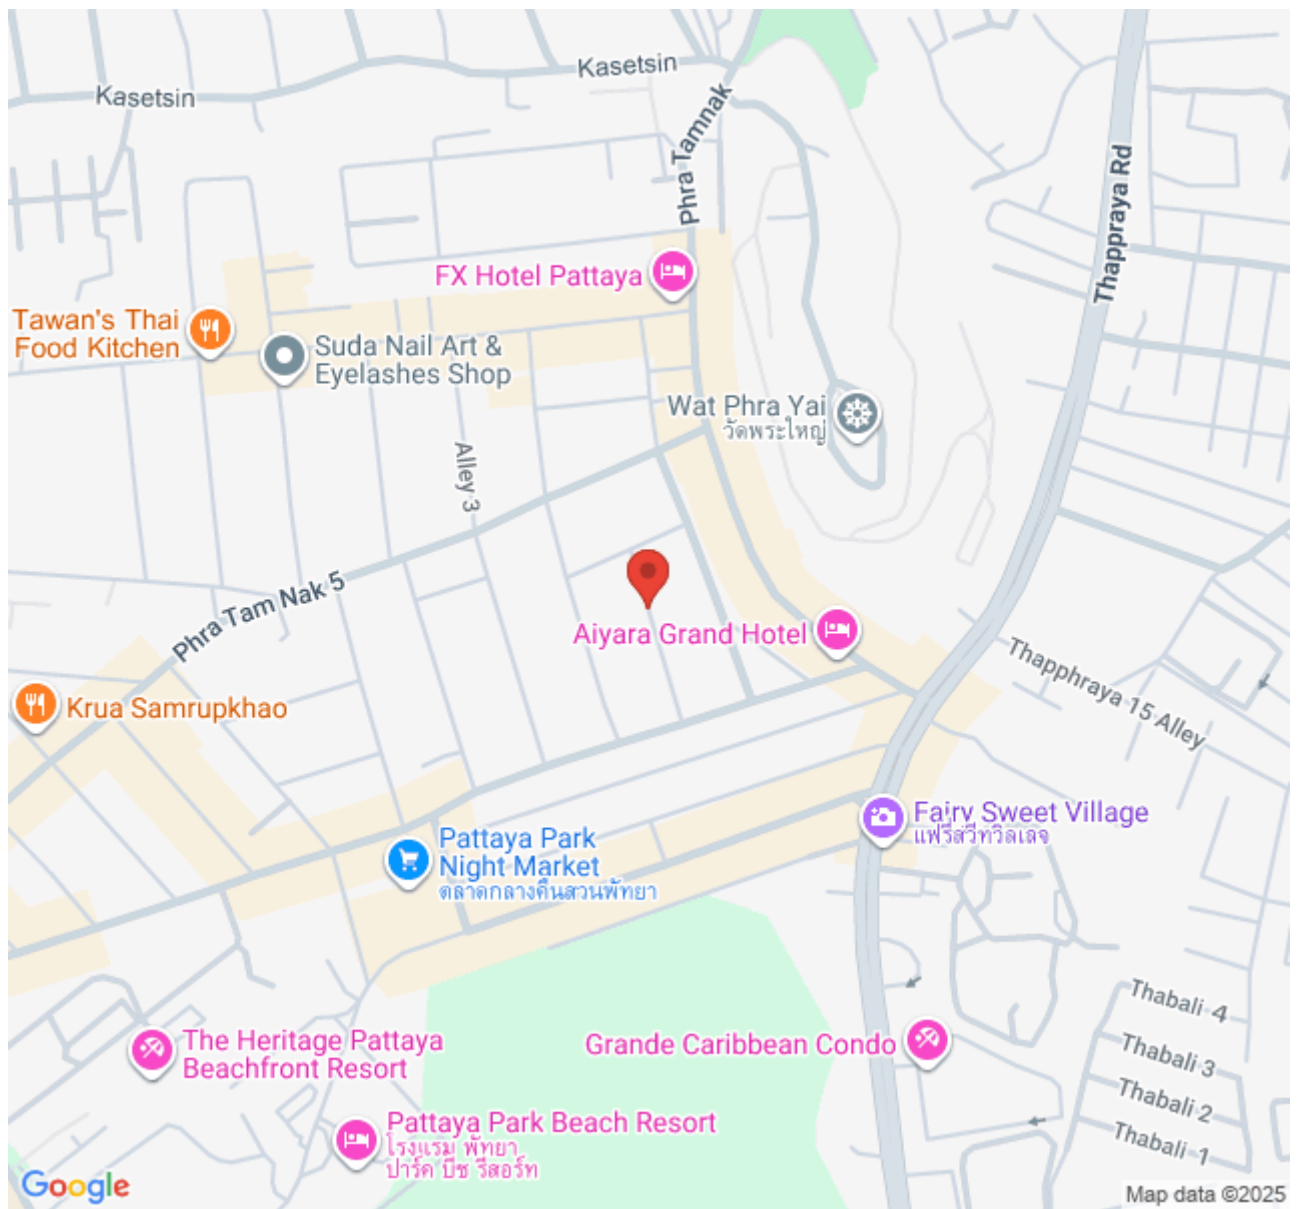 Kasetsin
Kasetsin
Phra Tamnak
Thappraya Rd
FX Hotel Pattaya
Tawan's Thai
Food Kitchen
Suda Nail Art &
Eyelashes Shop
Wat Phra Yai
วัดพระใหญ่
Alley 3
Phra Tam Nak 5
Aiyara Grand Hotel
Thapphraya 15 Alley
Krua Samrupkhao
Fairy Sweet Village
แฟรี่สวีทวิลเลจ
Pattaya Park
Night Market
ตลาดกลางคืนสวนพัทยา
Thabali 4
The Heritage Pattaya
Beachfront Resort
Grande Caribbean Condo
Thabali 3
Thabali 2
Pattaya Park Beach Resort
โรงแรม พัทยา
ปาร์ค บีช รีสอร์ท
Thabali 1
Google
Map data ©2025